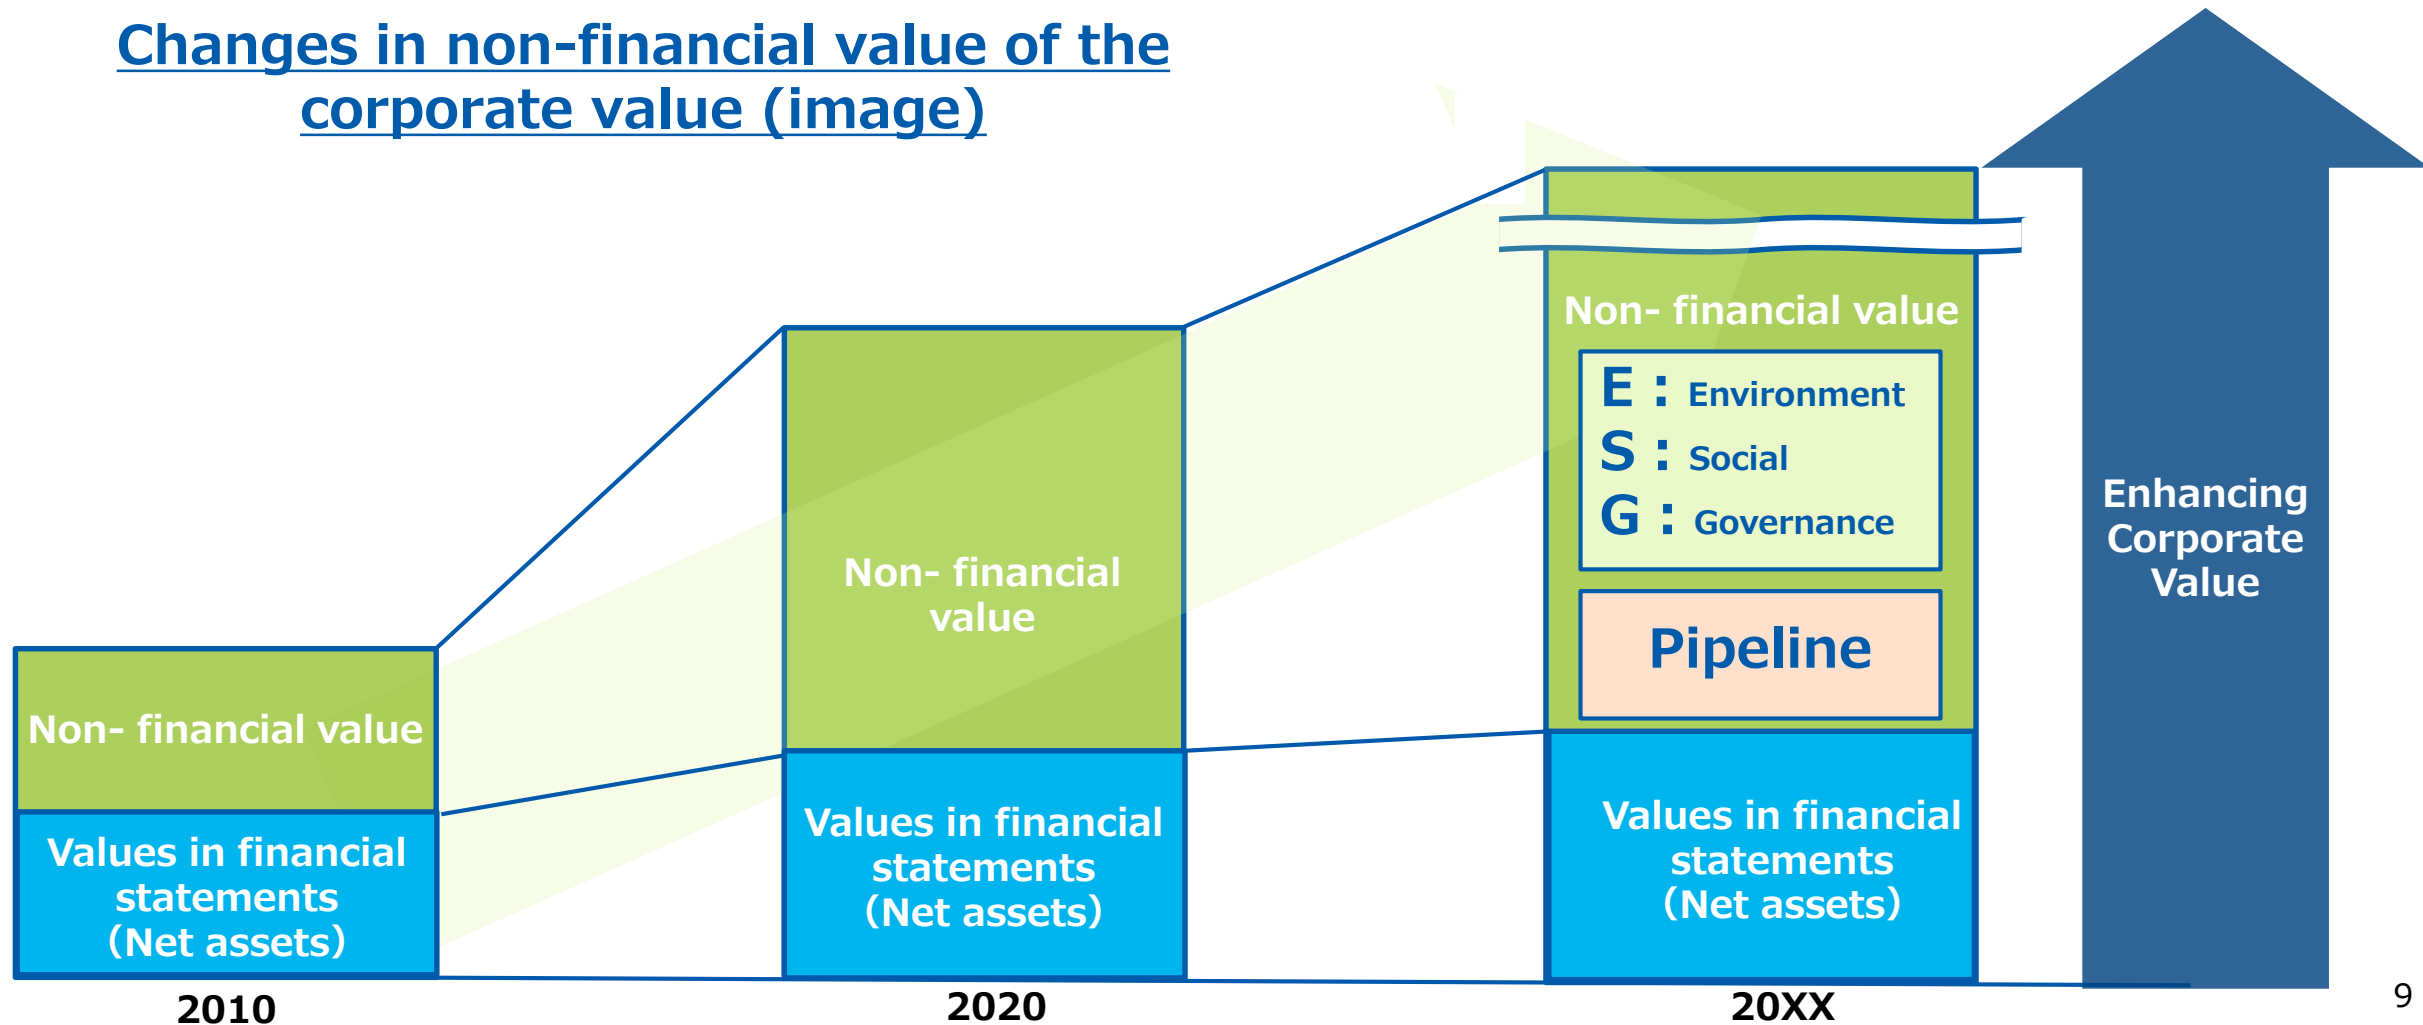 Changes in non-financial value of the
corporate value (image)
Non- financial value
Values in financial
statements
(Net assets)
2010
Non- financial
value
Values in financial
statements
(Net assets)
2020
Non- financial value
E : Environment
S : Social
G : Governance
Pipeline
Values in financial
statements
(Net assets)
20XX
Enhancing
Corporate
Value
9